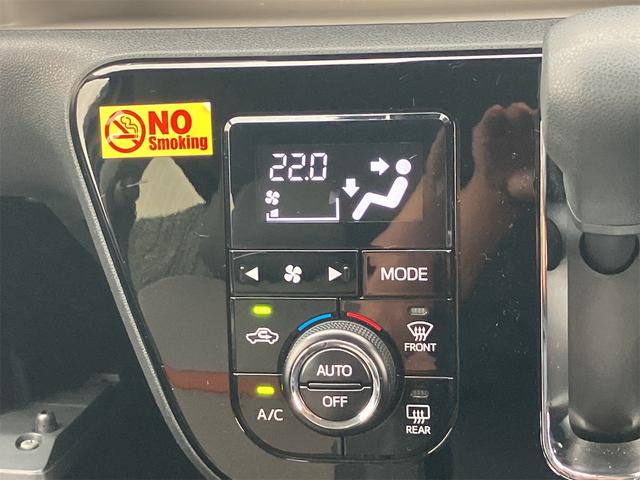 NO
Smoking
22.0
MODE
FRONT
AUTO
OFF
A/C
REAR